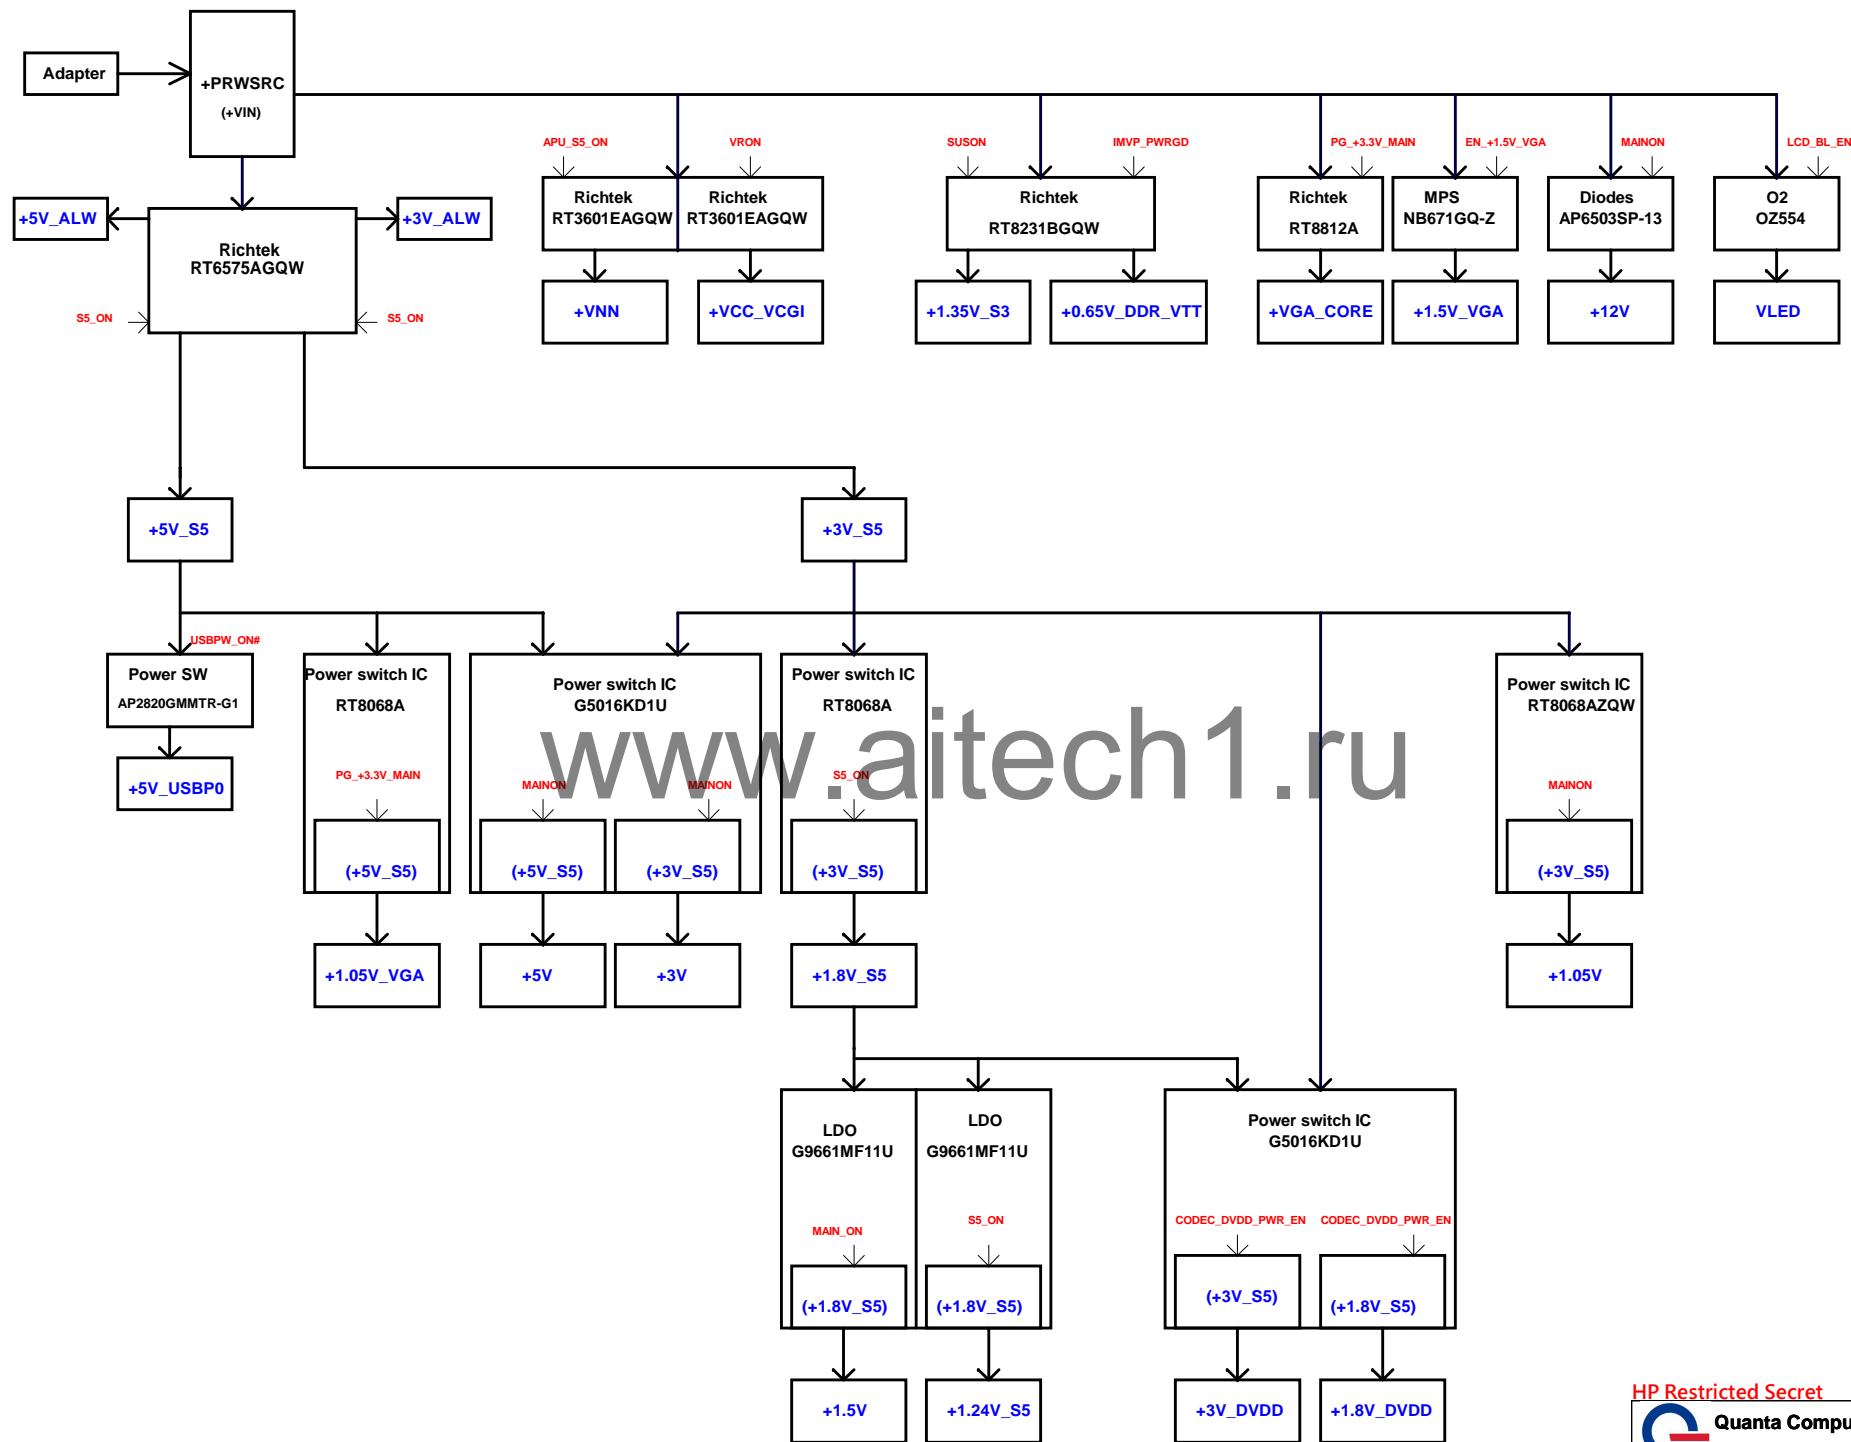 Adapter
+PRWSRC
(+VIN)
APU_S5_ON
VRON
SUSON
IMVP_PWRGD
PG_+3.3V_MAIN
EN_+1.5V_VGA
MAINON
LCD_BL_EN
+5V_ALW
+3V_ALW
Richtek
RT6575AGQW
S5_ON
S5_ON
Richtek
RT3601EAGQW
Richtek
RT3601EAGQW
Richtek
RT8231BGQW
Richtek
RT8812A
MPS
NB671GQ-Z
Diodes
AP6503SP-13
O2
OZ554
+VNN
+VCC_VCGI
+1.35V_S3
+0.65V_DDR_VTT
+VGA_CORE
+1.5V_VGA
+12V
VLED
+5V_S5
+3V_S5
USBPW_ON#
Power SW
AP2820GMMTR-G1
+5V_USBP0
Power switch IC
RT8068A
PG_+3.3V_MAIN
(+5V_S5)
+1.05V_VGA
Power switch IC
G5016KD1U
MAINON
MAINON
(+5V_S5)
(+3V_S5)
+5V
+3V
Power switch IC
RT8068A
S5_ON
(+3V_S5)
+1.8V_S5
Power switch IC
RT8068AZQW
MAINON
(+3V_S5)
+1.05V
www.aitech1.ru
LDO
G9661MF11U
MAIN_ON
(+1.8V_S5)
+1.5V
LDO
G9661MF11U
S5_ON
(+1.8V_S5)
+1.24V_S5
Power switch IC
G5016KD1U
CODEC_DVDD_PWR_EN
CODEC_DVDD_PWR_EN
(+3V_S5)
(+1.8V_S5)
+3V_DVDD
+1.8V_DVDD
HP Restricted Secret
Quanta Compu